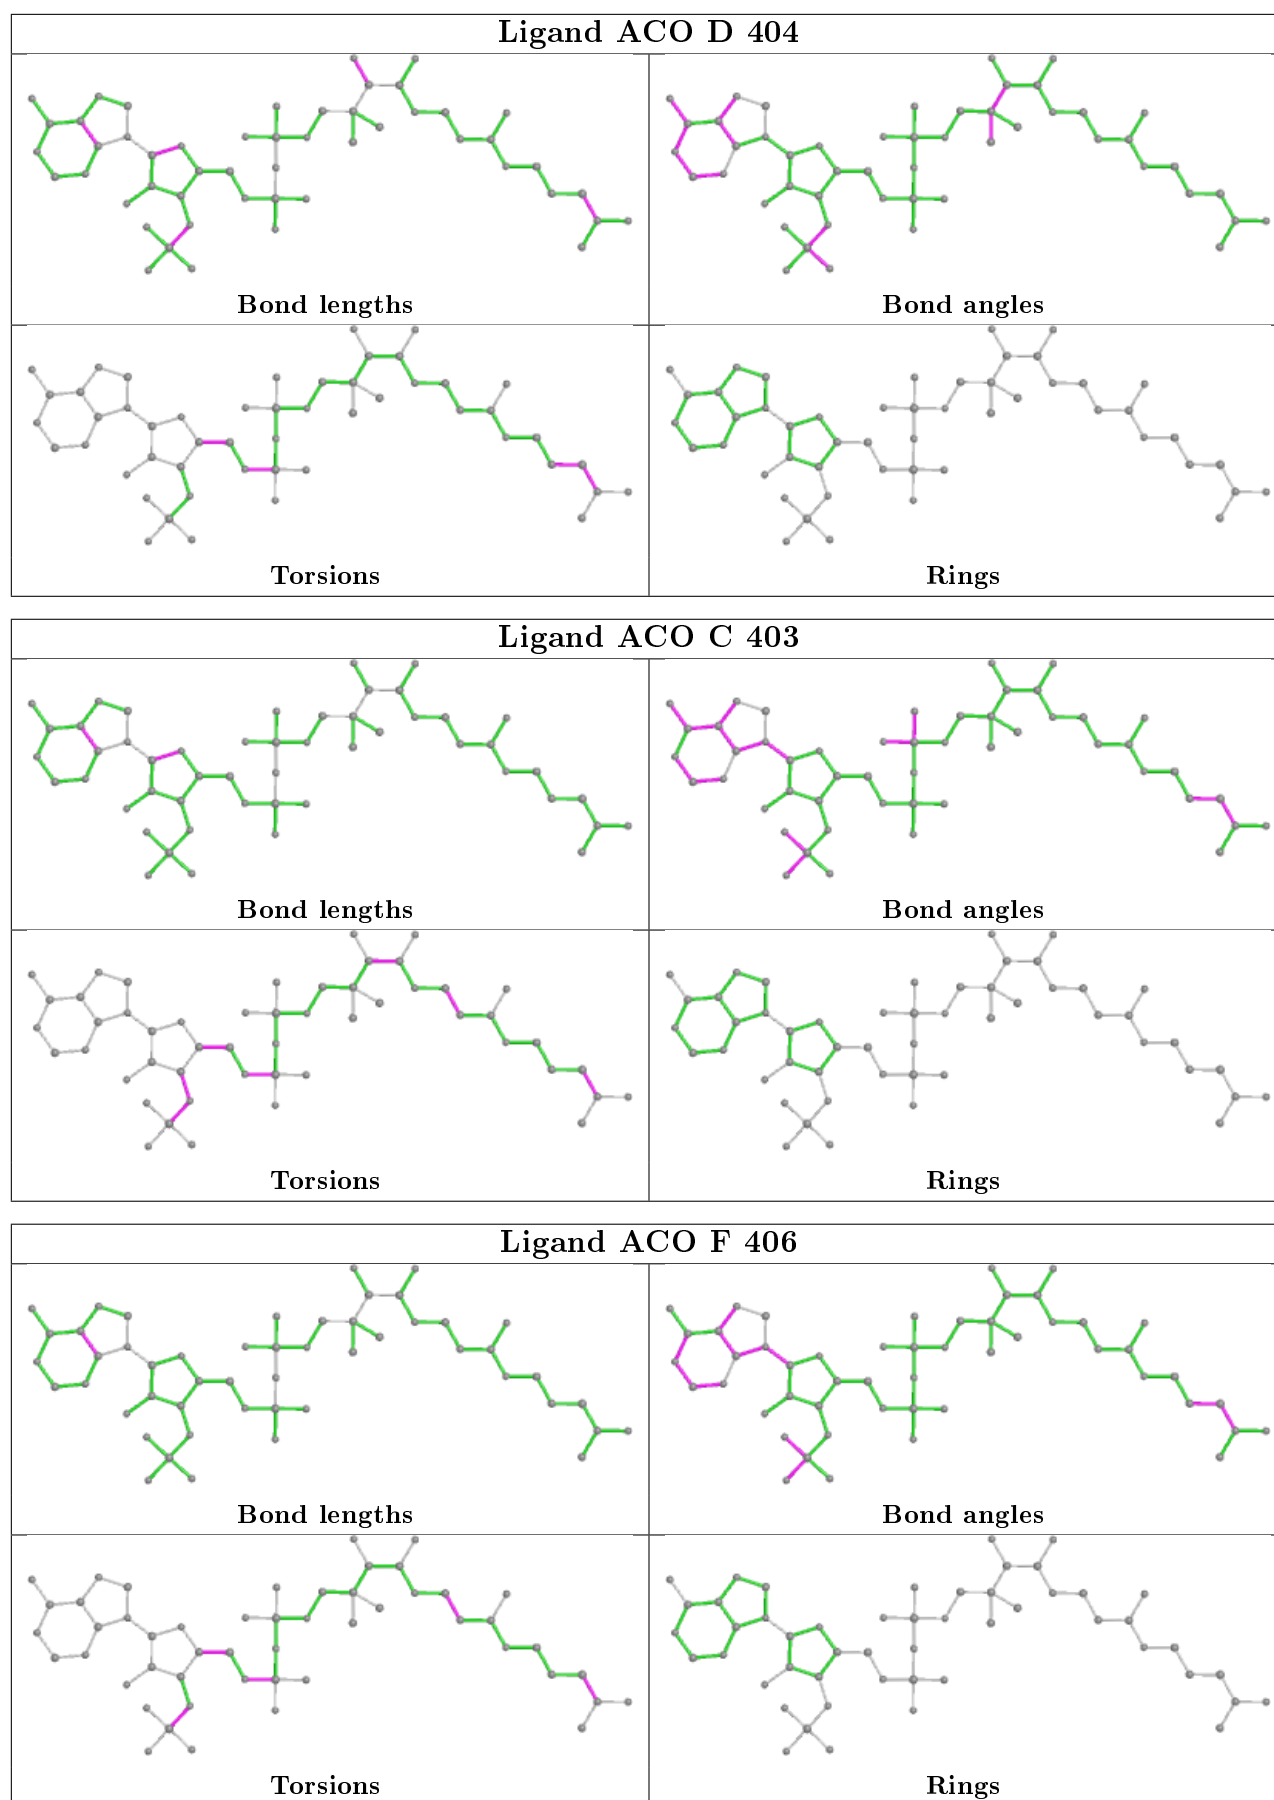 Ligand ACO D 404
Bond lengths
Bond angles
Torsions
Rings
Ligand ACO C 403
Bond lengths
Bond angles
Torsions
Rings
Ligand ACO F 406
Bond lengths
Bond angles
Torsions
Rings